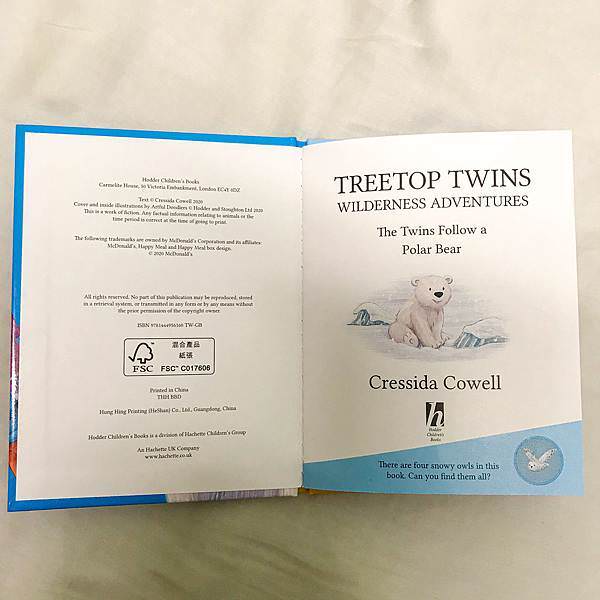 Hodder Children's Books
Carmelite House, 50 Victoria Embankment, London EC4Y 0DZ
Text © Cressida Cowell 2020
Cover and inside illustrations by Artful Doodlers © Hodder and Stoughton Ltd 2020
This is a work of fiction. Any factual information relating to animals or the
time period is correct at the time of going to print.
The following trademarks are owned by McDonald's Corporation and its affiliates:
McDonald's, Happy Meal and Happy Meal box design.
© 2020 McDonald's
All rights reserved. No part of this publication may be reproduced, stored
in a retrieval system, or transmitted in any form or by any means without
the prior permission of the copyright owner.
ISBN 9781444956160 TW-GB
混合產品
紙張
FSC™ C017606
FSC
Printed in China
THH BBD
Hung Hing Printing (HeShan) Co., Ltd., Guangdong, China
Hodder Children's Books is a division of Hachette Children's Group
An Hachette UK Company
www.hachette.co.uk
TREETOP TWINS
WILDERNESS ADVENTURES
The Twins Follow a
Polar Bear
Cressida Cowell
h
Hodder
Children's
Books
There are four snowy owls in this
book. Can you find them all?